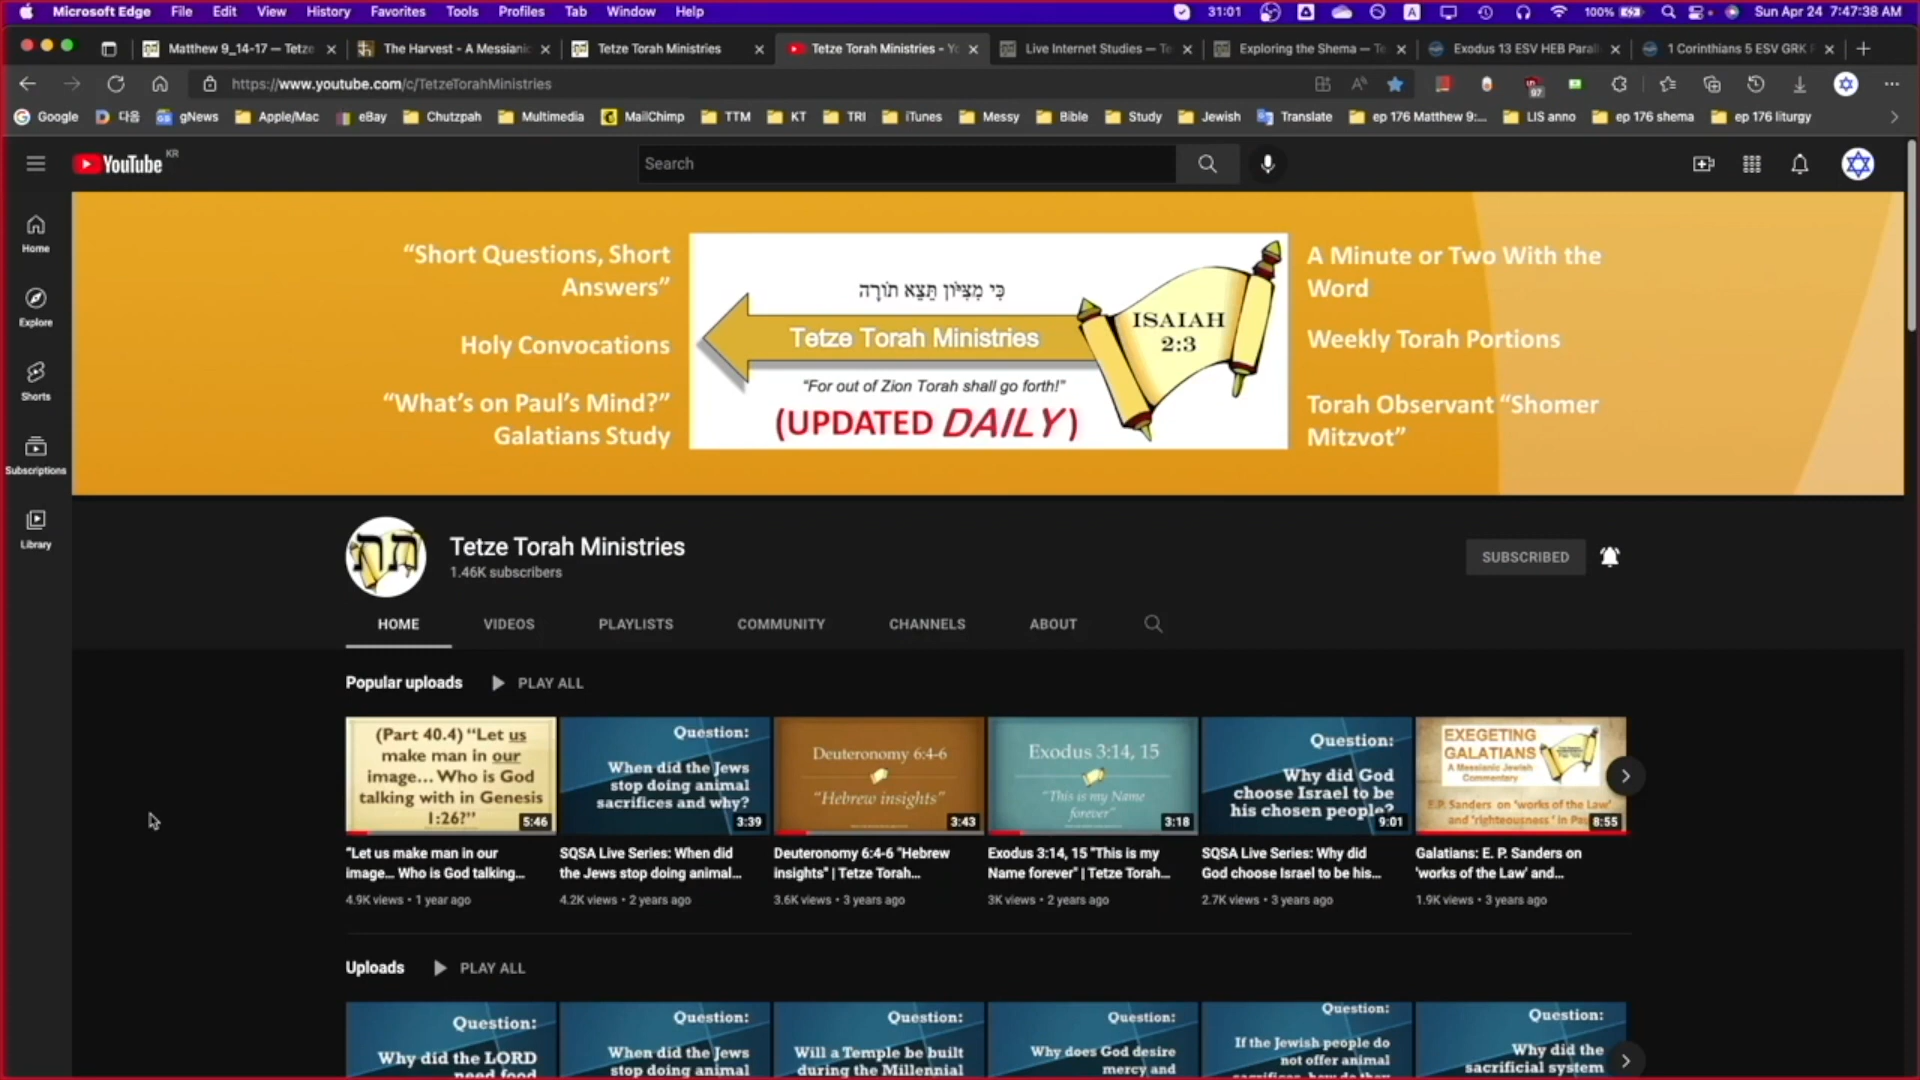 Microsoft Edge File Edit View History Favorites Tools Profiles Tab Window Help 31:01 A 100% Sun Apr 24 7:47:38 AM
Matthew 9_14-17 — Tetze
The Harvest - A Messianic
Tetze Torah Ministries
Tetze Torah Ministries - Yo
Live Internet Studies — Te
Exploring the Shema — Te
Exodus 13 ESV HEB Paral
1 Corinthians 5 ESV GRK P
https://www.youtube.com/c/TetzeTorahMinistries
97
Google 다음 gNews Apple/Mac eBay Chutzpah Multimedia MailChimp TTM KT TRI iTunes Messy Bible Study Jewish Translate ep 176 Matthew 9:... LIS anno ep 176 shema ep 176 liturgy
YouTube KR
Search
Home
Explore
Shorts
Subscriptions
Library
“Short Questions, Short
Answers”
Holy Convocations
“What’s on Paul’s Mind?”
Galatians Study
כִּי מִצִּיּוֹן תֵּצֵא תוֹרָה
Tetze Torah Ministries
ISAIAH
2:3
“For out of Zion Torah shall go forth!”
(UPDATED DAILY)
A Minute or Two With the
Word
Weekly Torah Portions
Torah Observant “Shomer
Mitzvot”
תת
Tetze Torah Ministries
1.46K subscribers
SUBSCRIBED
HOME VIDEOS PLAYLISTS COMMUNITY CHANNELS ABOUT
Popular uploads PLAY ALL
(Part 40.4) “Let us
make man in our
image... Who is God
talking with in Genesis
1:26?”
5:46
Question:
When did the Jews
stop doing animal
sacrifices and why?
3:39
Deuteronomy 6:4-6
“Hebrew insights”
3:43
Exodus 3:14, 15
“This is my Name
forever”
3:18
Question:
Why did God
choose Israel to be
his chosen people?
9:01
EXEGETING
GALATIANS
A Messianic Jewish
Commentary
E.P. Sanders on 'works of the Law'
and 'righteousness' in Pau
8:55
“Let us make man in our
image... Who is God talking...
4.9K views • 1 year ago
SQSA Live Series: When did
the Jews stop doing animal...
4.2K views • 2 years ago
Deuteronomy 6:4-6 "Hebrew
insights" | Tetze Torah...
3.6K views • 3 years ago
Exodus 3:14, 15 "This is my
Name forever" | Tetze Torah...
3K views • 2 years ago
SQSA Live Series: Why did
God choose Israel to be his...
2.7K views • 3 years ago
Galatians: E. P. Sanders on
'works of the Law' and...
1.9K views • 3 years ago
Uploads PLAY ALL
Question:
Why did the LORD
need food
Question:
When did the Jews
stop doing animal
Question:
Will a Temple be built
during the Millennial
Question:
Why does God desire
mercy and
Question:
If the Jewish people do
not offer animal
sacrifices, how do they
Question:
Why did the
sacrificial system